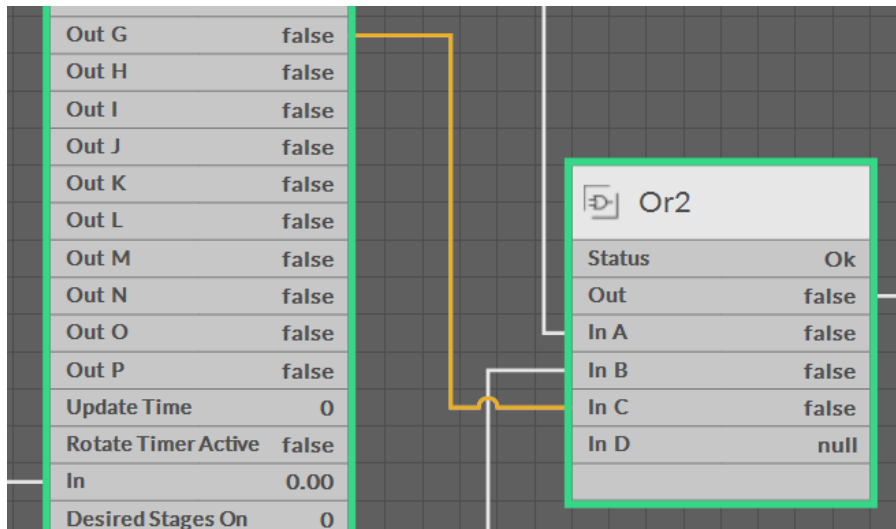 Out G false
Out H false
Out I false
Out J false
Out K false
Out L false
Out M false
Out N false
Out O false
Out P false
Update Time 0
Rotate Timer Active false
In 0.00
Desired Stages On 0
Or2
Status Ok
Out false
In A false
In B false
In C false
In D null